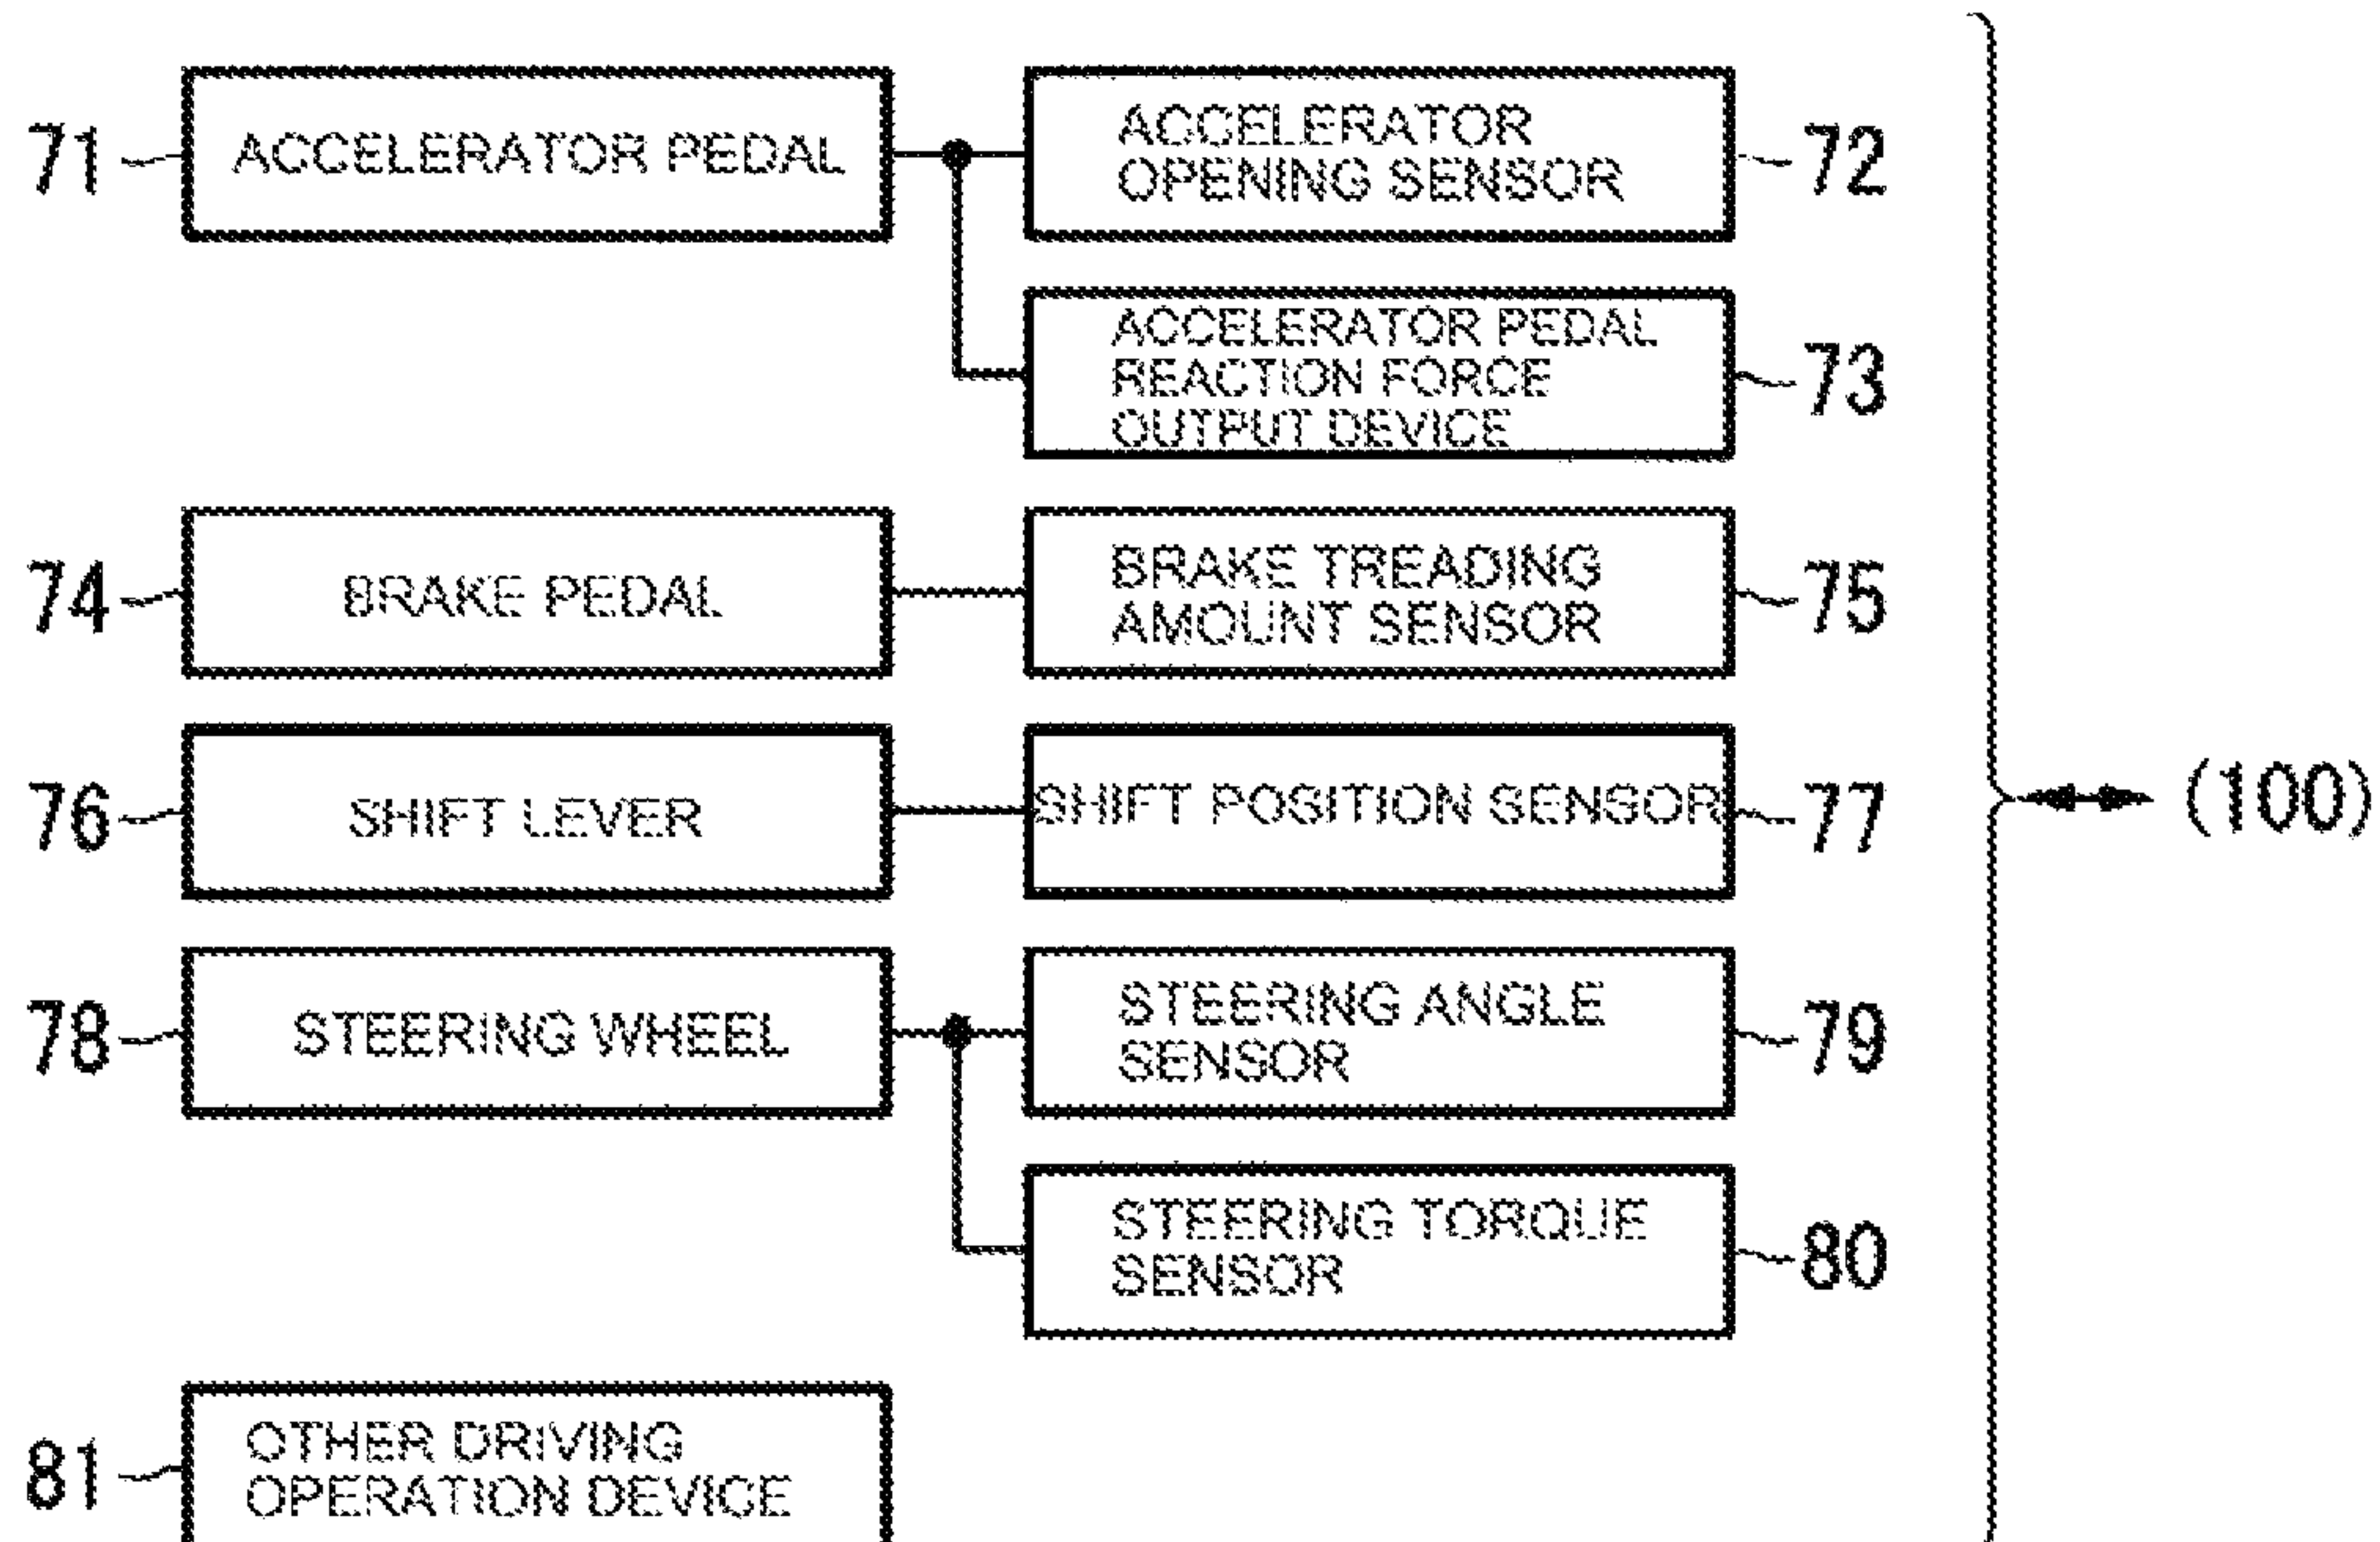 71
ACCELERATOR PEDAL
ACCELERATOR
OPENING SENSOR
72
ACCELERATOR PEDAL
REACTION FORCE
OUTPUT DEVICE
73
74
BRAKE PEDAL
BRAKE TREADING
AMOUNT SENSOR
75
76
SHIFT LEVER
SHIFT POSITION SENSOR
77
(100)
78
STEERING WHEEL
STEERING ANGLE
SENSOR
79
STEERING TORQUE
SENSOR
80
81
OTHER DRIVING
OPERATION DEVICE